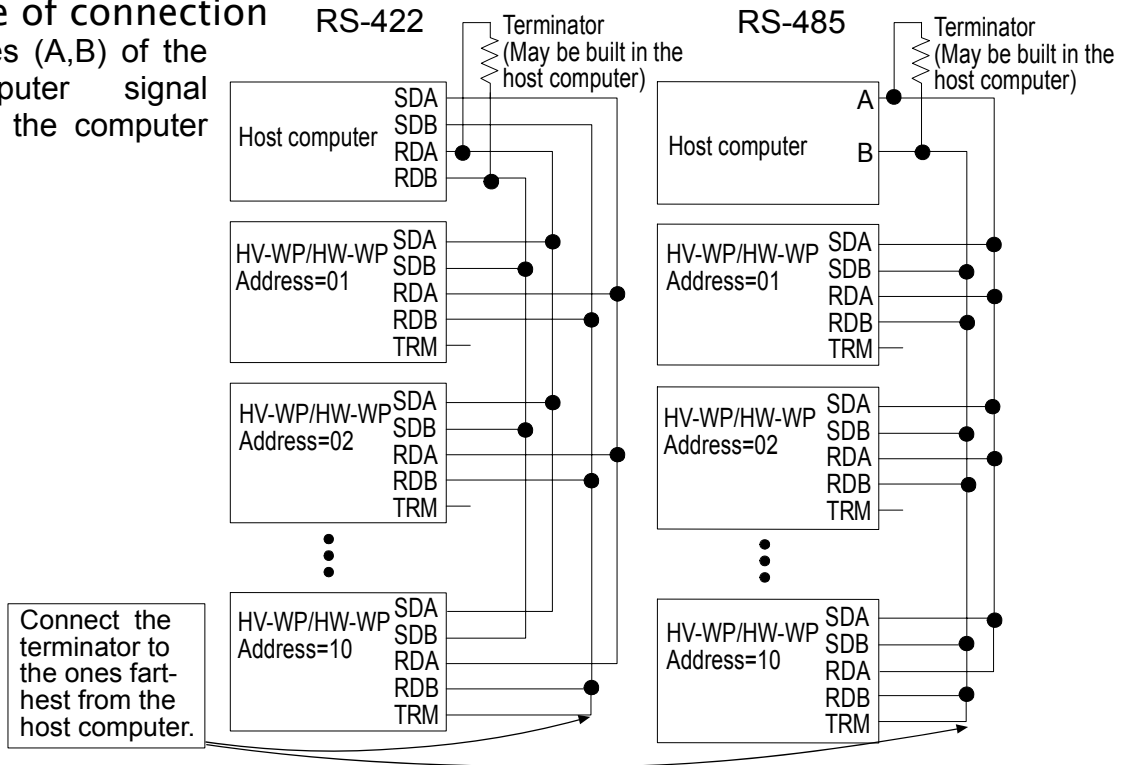 e of connection
es (A,B) of the
puter signal
the computer
RS-422
Terminator
(May be built in the
host computer)
Host computer
SDA
SDB
RDA
RDB
HV-WP/HW-WP
Address=01
SDA
SDB
RDA
RDB
TRM
HV-WP/HW-WP
Address=02
SDA
SDB
RDA
RDB
TRM
HV-WP/HW-WP
Address=10
SDA
SDB
RDA
RDB
TRM
Connect the
terminator to
the ones fart-
hest from the
host computer.
RS-485
Terminator
(May be built in the
host computer)
Host computer
A
B
HV-WP/HW-WP
Address=01
SDA
SDB
RDA
RDB
TRM
HV-WP/HW-WP
Address=02
SDA
SDB
RDA
RDB
TRM
HV-WP/HW-WP
Address=10
SDA
SDB
RDA
RDB
TRM